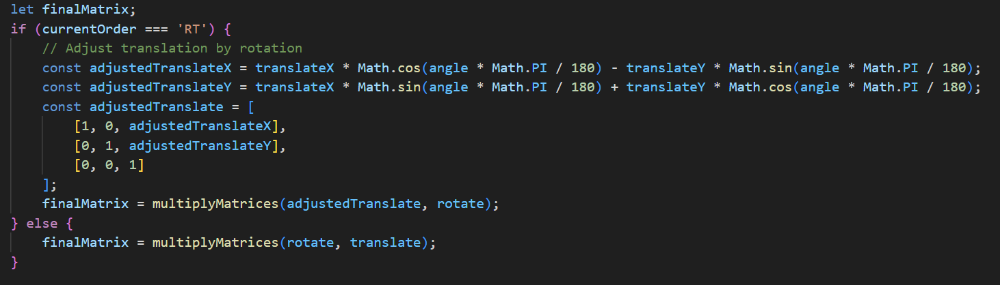 let finalMatrix;
if (currentOrder === 'RT') {
    // Adjust translation by rotation
    const adjustedTranslateX = translateX * Math.cos(angle * Math.PI / 180) - translateY * Math.sin(angle * Math.PI / 180);
    const adjustedTranslateY = translateX * Math.sin(angle * Math.PI / 180) + translateY * Math.cos(angle * Math.PI / 180);
    const adjustedTranslate = [
        [1, 0, adjustedTranslateX],
        [0, 1, adjustedTranslateY],
        [0, 0, 1]
    ];
    finalMatrix = multiplyMatrices(adjustedTranslate, rotate);
} else {
    finalMatrix = multiplyMatrices(rotate, translate);
}